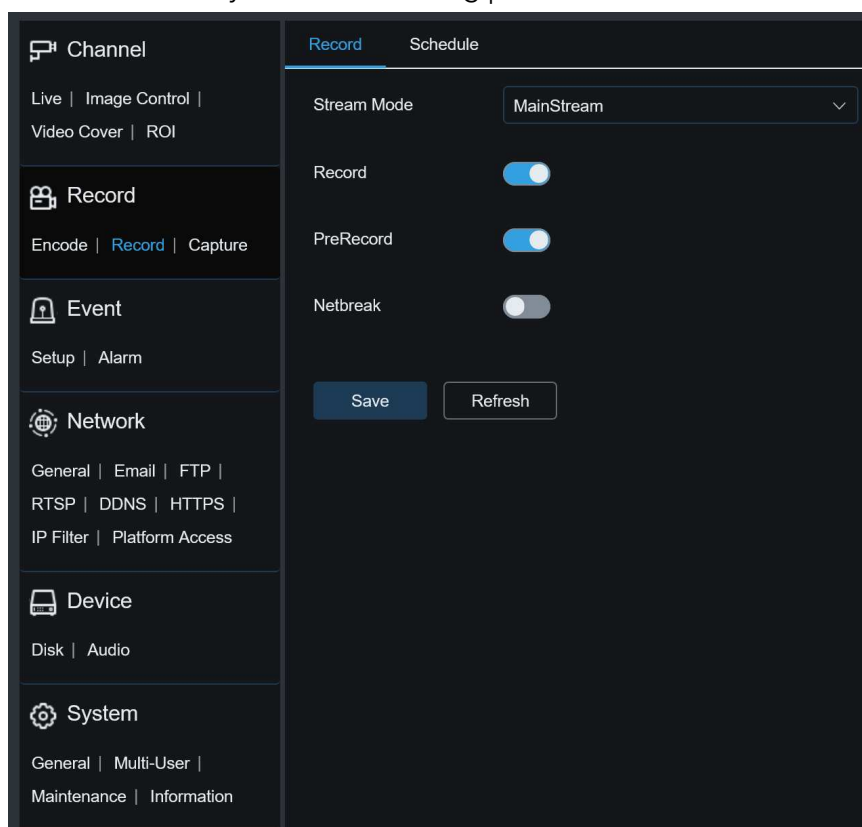 Channel
Live | Image Control |
Video Cover | ROI
Record
Encode | Record | Capture
Event
Setup | Alarm
Network
General | Email | FTP |
RTSP | DDNS | HTTPS |
IP Filter | Platform Access
Device
Disk | Audio
System
General | Multi-User |
Maintenance | Information
Record Schedule
Stream Mode MainStream
Record
PreRecord
Netbreak
Save Refresh